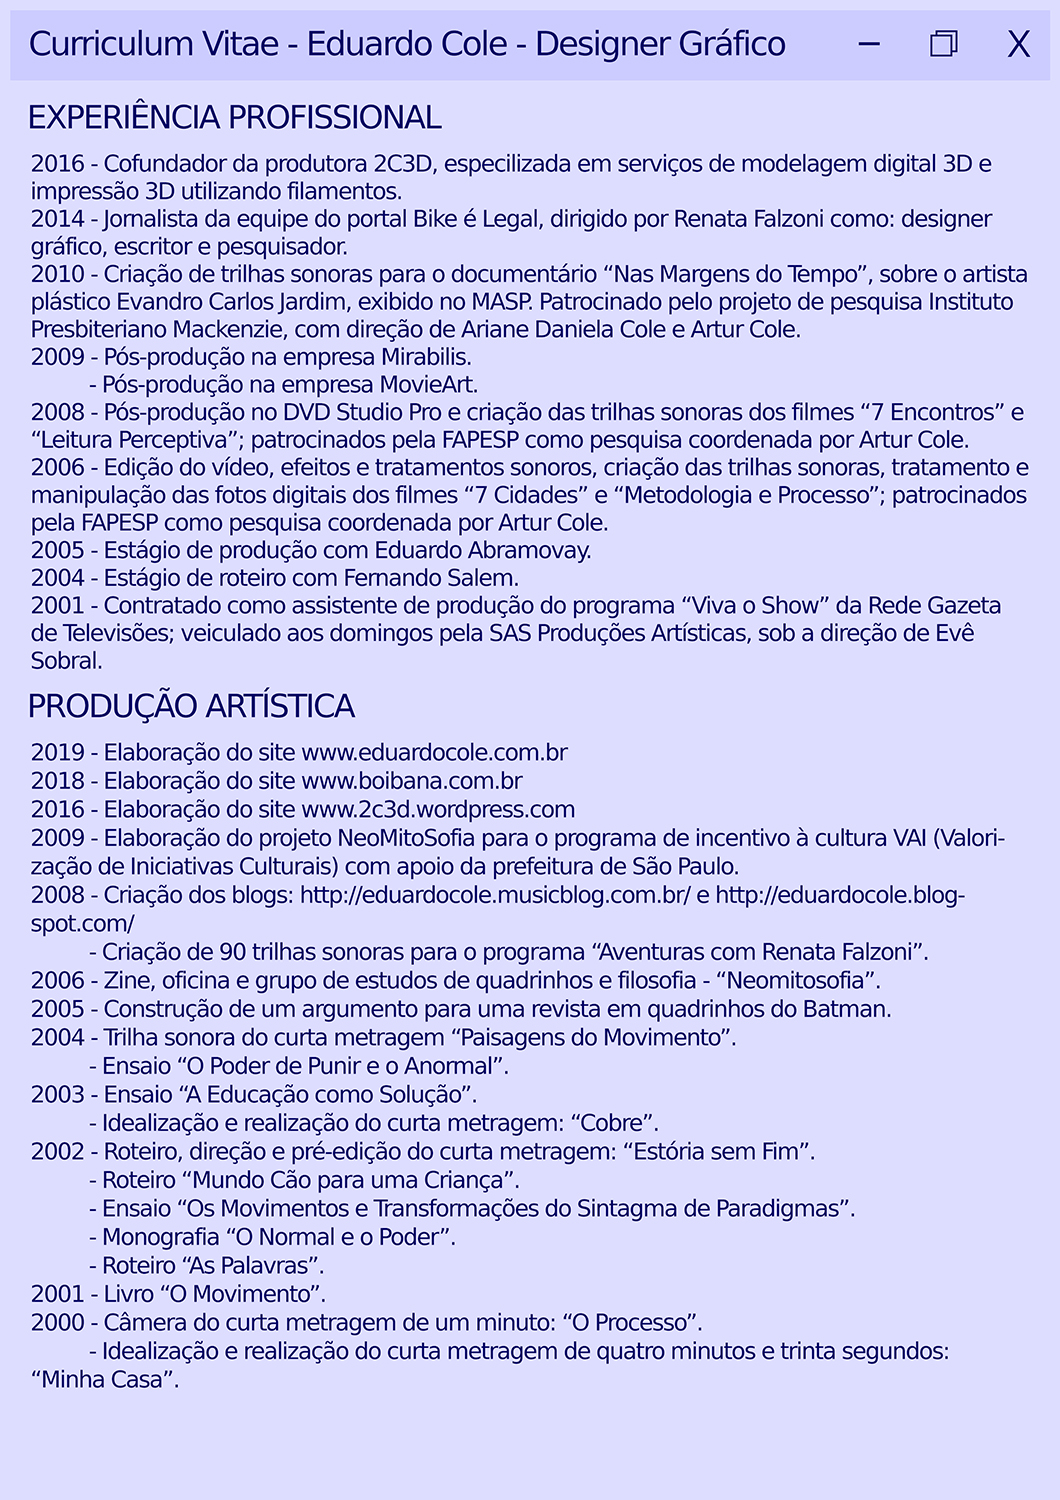 Curriculum Vitae - Eduardo Cole - Designer Gráfico
EXPERIÊNCIA PROFISSIONAL
2016 - Cofundador da produtora 2C3D, especilizada em serviços de modelagem digital 3D e
impressão 3D utilizando filamentos.
2014 - Jornalista da equipe do portal Bike é Legal, dirigido por Renata Falzoni como: designer
gráfico, escritor e pesquisador.
2010 - Criação de trilhas sonoras para o documentário “Nas Margens do Tempo”, sobre o artista
plástico Evandro Carlos Jardim, exibido no MASP. Patrocinado pelo projeto de pesquisa Instituto
Presbiteriano Mackenzie, com direção de Ariane Daniela Cole e Artur Cole.
2009 - Pós-produção na empresa Mirabilis.
- Pós-produção na empresa MovieArt.
2008 - Pós-produção no DVD Studio Pro e criação das trilhas sonoras dos filmes “7 Encontros” e
“Leitura Perceptiva”; patrocinados pela FAPESP como pesquisa coordenada por Artur Cole.
2006 - Edição do vídeo, efeitos e tratamentos sonoros, criação das trilhas sonoras, tratamento e
manipulação das fotos digitais dos filmes “7 Cidades” e “Metodologia e Processo”; patrocinados
pela FAPESP como pesquisa coordenada por Artur Cole.
2005 - Estágio de produção com Eduardo Abramovay.
2004 - Estágio de roteiro com Fernando Salem.
2001 - Contratado como assistente de produção do programa “Viva o Show” da Rede Gazeta
de Televisões; veiculado aos domingos pela SAS Produções Artísticas, sob a direção de Evê
Sobral.
PRODUÇÃO ARTÍSTICA
2019 - Elaboração do site www.eduardocole.com.br
2018 - Elaboração do site www.boibana.com.br
2016 - Elaboração do site www.2c3d.wordpress.com
2009 - Elaboração do projeto NeoMitoSofia para o programa de incentivo à cultura VAI (Valori-
zação de Iniciativas Culturais) com apoio da prefeitura de São Paulo.
2008 - Criação dos blogs: http://eduardocole.musicblog.com.br/ e http://eduardocole.blog-
spot.com/
- Criação de 90 trilhas sonoras para o programa “Aventuras com Renata Falzoni”.
2006 - Zine, oficina e grupo de estudos de quadrinhos e filosofia - “Neomitosofia”.
2005 - Construção de um argumento para uma revista em quadrinhos do Batman.
2004 - Trilha sonora do curta metragem “Paisagens do Movimento”.
- Ensaio “O Poder de Punir e o Anormal”.
2003 - Ensaio “A Educação como Solução”.
- Idealização e realização do curta metragem: “Cobre”.
2002 - Roteiro, direção e pré-edição do curta metragem: “Estória sem Fim”.
- Roteiro “Mundo Cão para uma Criança”.
- Ensaio “Os Movimentos e Transformações do Sintagma de Paradigmas”.
- Monografia “O Normal e o Poder”.
- Roteiro “As Palavras”.
2001 - Livro “O Movimento”.
2000 - Câmera do curta metragem de um minuto: “O Processo”.
- Idealização e realização do curta metragem de quatro minutos e trinta segundos:
“Minha Casa”.